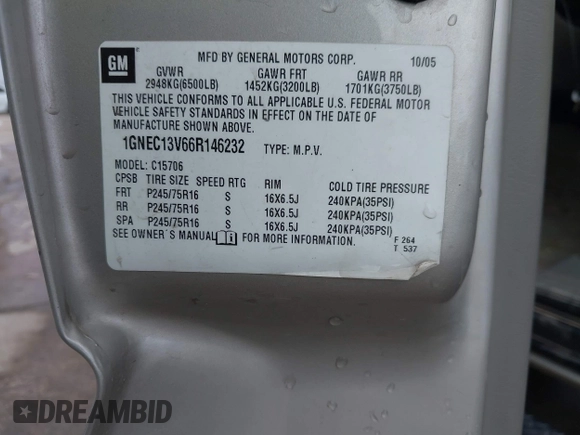 GM
MFD BY GENERAL MOTORS CORP. 10/05
GVWR GAWR FRT GAWR RR
2948KG(6500LB) 1452KG(3200LB) 1701KG(3750LB)
THIS VEHICLE CONFORMS TO ALL APPLICABLE U.S. FEDERAL MOTOR
VEHICLE SAFETY STANDARDS IN EFFECT ON THE DATE OF
MANUFACTURE SHOWN ABOVE.
1GNEC13V66R146232 TYPE: M.P.V.
MODEL: C15706
CPSB TIRE SIZE SPEED RTG RIM COLD TIRE PRESSURE
FRT P245/75R16 S 16X6.5J 240KPA(35PSI)
RR P245/75R16 S 16X6.5J 240KPA(35PSI)
SPA P245/75R16 S 16X6.5J 240KPA(35PSI)
SEE OWNER'S MANUAL FOR MORE INFORMATION.
F 264
T 537
DREAMBID